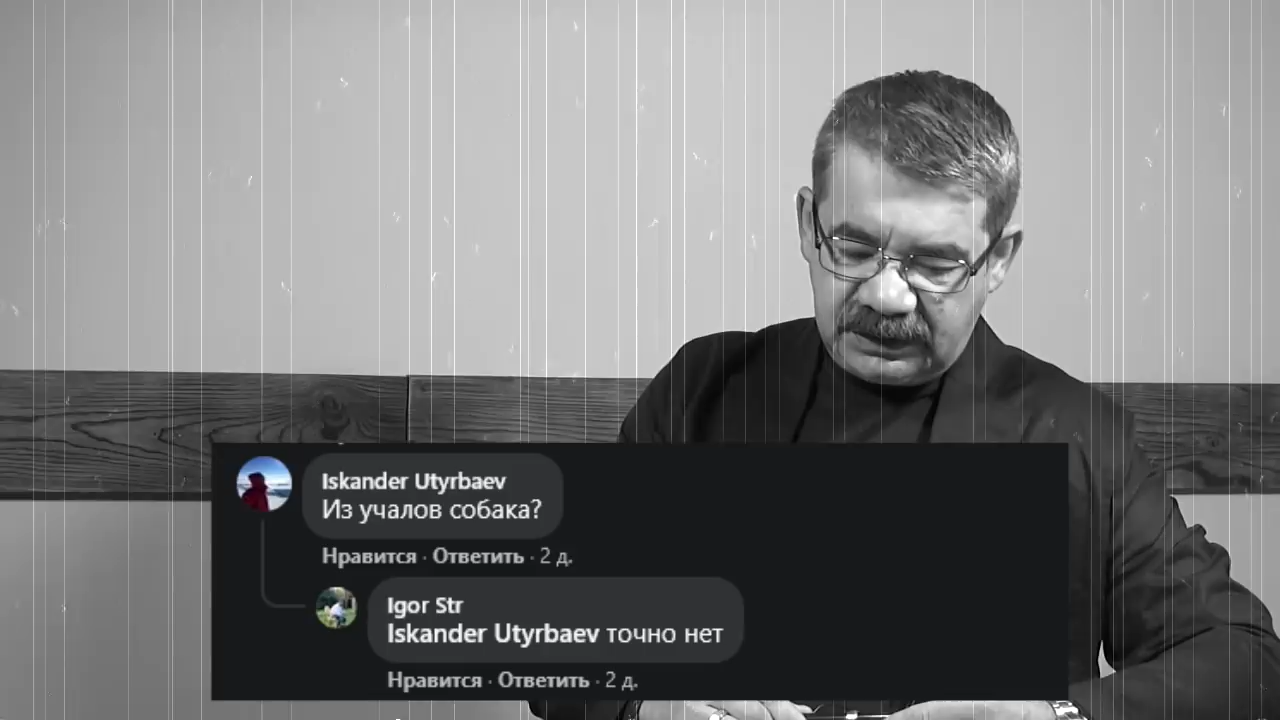 Iskander Utyrbaev
Из учалов собака?
Нравится · Ответить · 2 д.
Igor Str
Iskander Utyrbaev точно нет
Нравится · Ответить · 2 д.